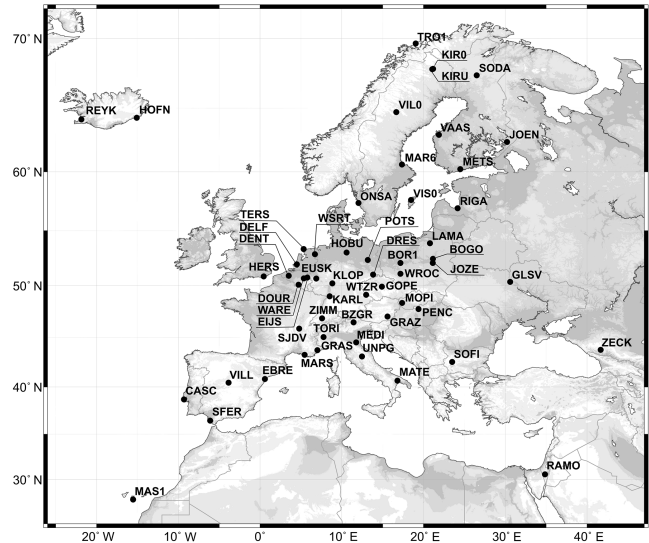 70° N
TRO1
KIR0
KIRU
SODA
REYK
HOFN
VIL0
VAAS
JOEN
MAR6
METS
60° N
ONSA
VIS0
RIGA
TERS
WSRT
POTS
DELF
DENT
HOBU
DRES
LAMA
BOR1
BOGO
HERS
EUSK
KLOP
WROC
JOZE
GLSV
WTZR
GOPE
DOUR
KARL
MOPI
WARE
ZIMM
BZGR
PENC
EIJS
TORI
MEDI
GRAZ
SJDV
GRAS
UNPG
ZECK
SOFI
MARS
VILL
EBRE
MATE
40° N
CASC
SFER
RAMO
30° N
MAS1
20° W
10° W
0°
10° E
20° E
30° E
40° E